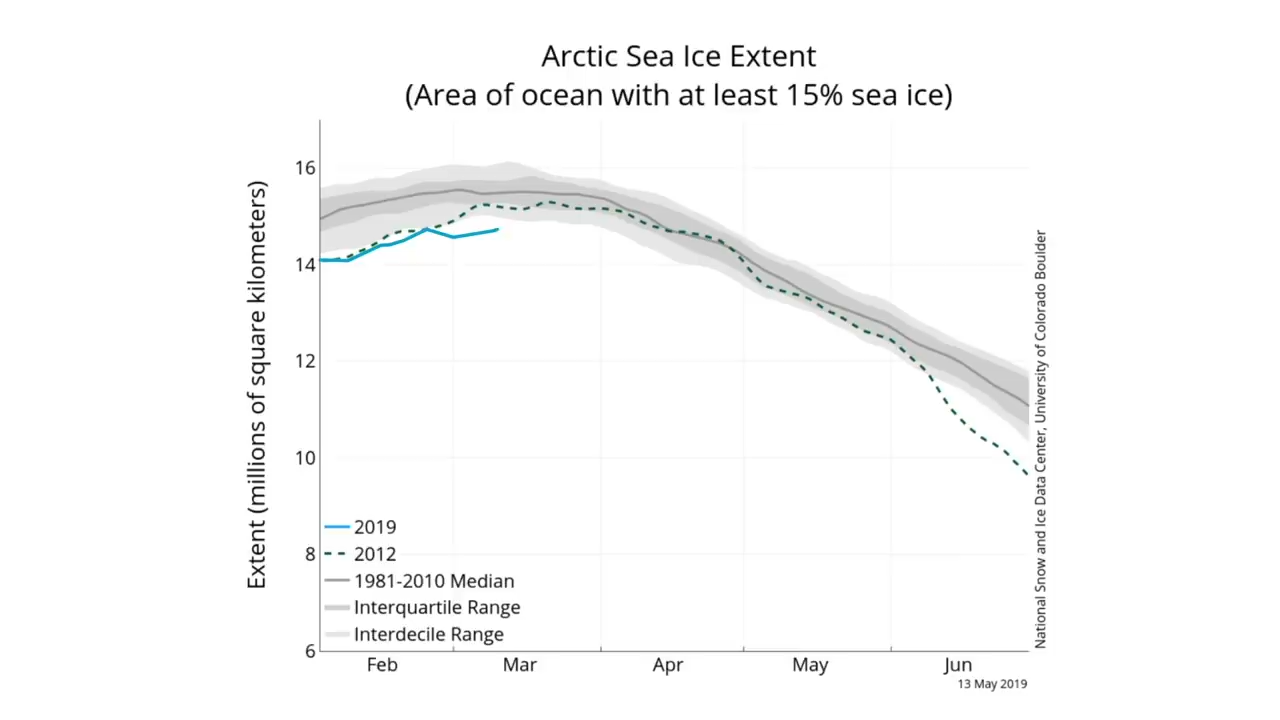 Arctic Sea Ice Extent
(Area of ocean with at least 15% sea ice)
Extent (millions of square kilometers)
16
14
12
10
8
6
2019
2012
1981-2010 Median
Interquartile Range
Interdecile Range
Feb Mar Apr May Jun
13 May 2019
National Snow and Ice Data Center, University of Colorado Boulder